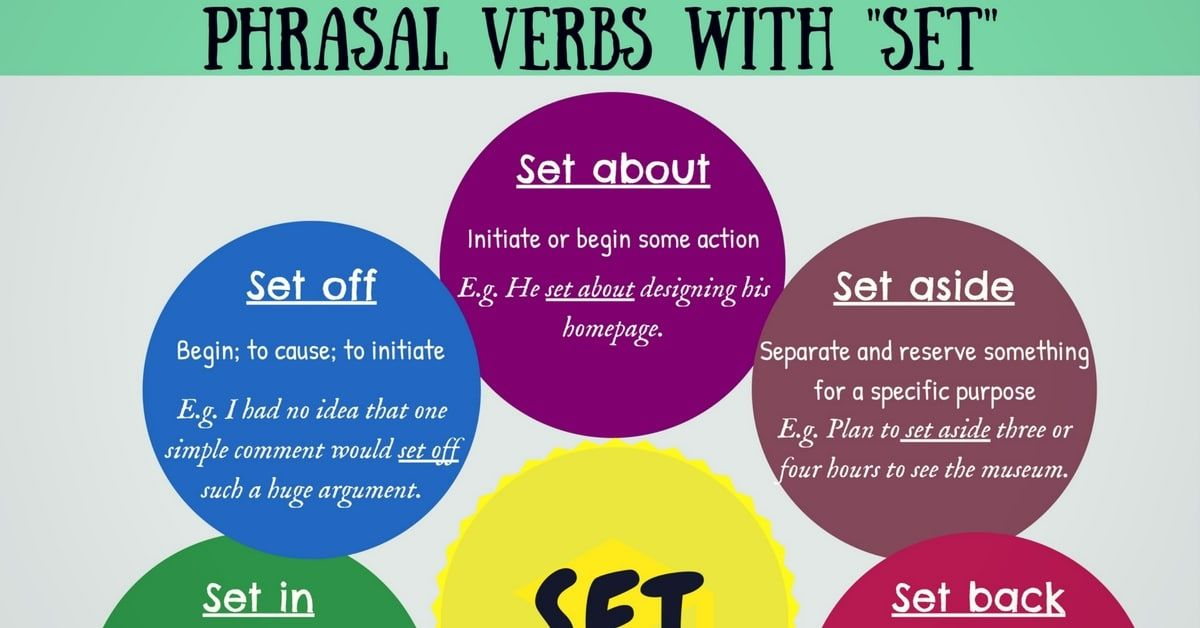 PHRASAL VERBS WITH "SET"
Set about
Initiate or begin some action
E.g. He set about designing his
homepage.
Set off
Begin; to cause; to initiate
E.g. I had no idea that one
simple comment would set off
such a huge argument.
Set aside
Separate and reserve something
for a specific purpose
E.g. Plan to set aside three or
four hours to see the museum.
Set in
SET
Set back